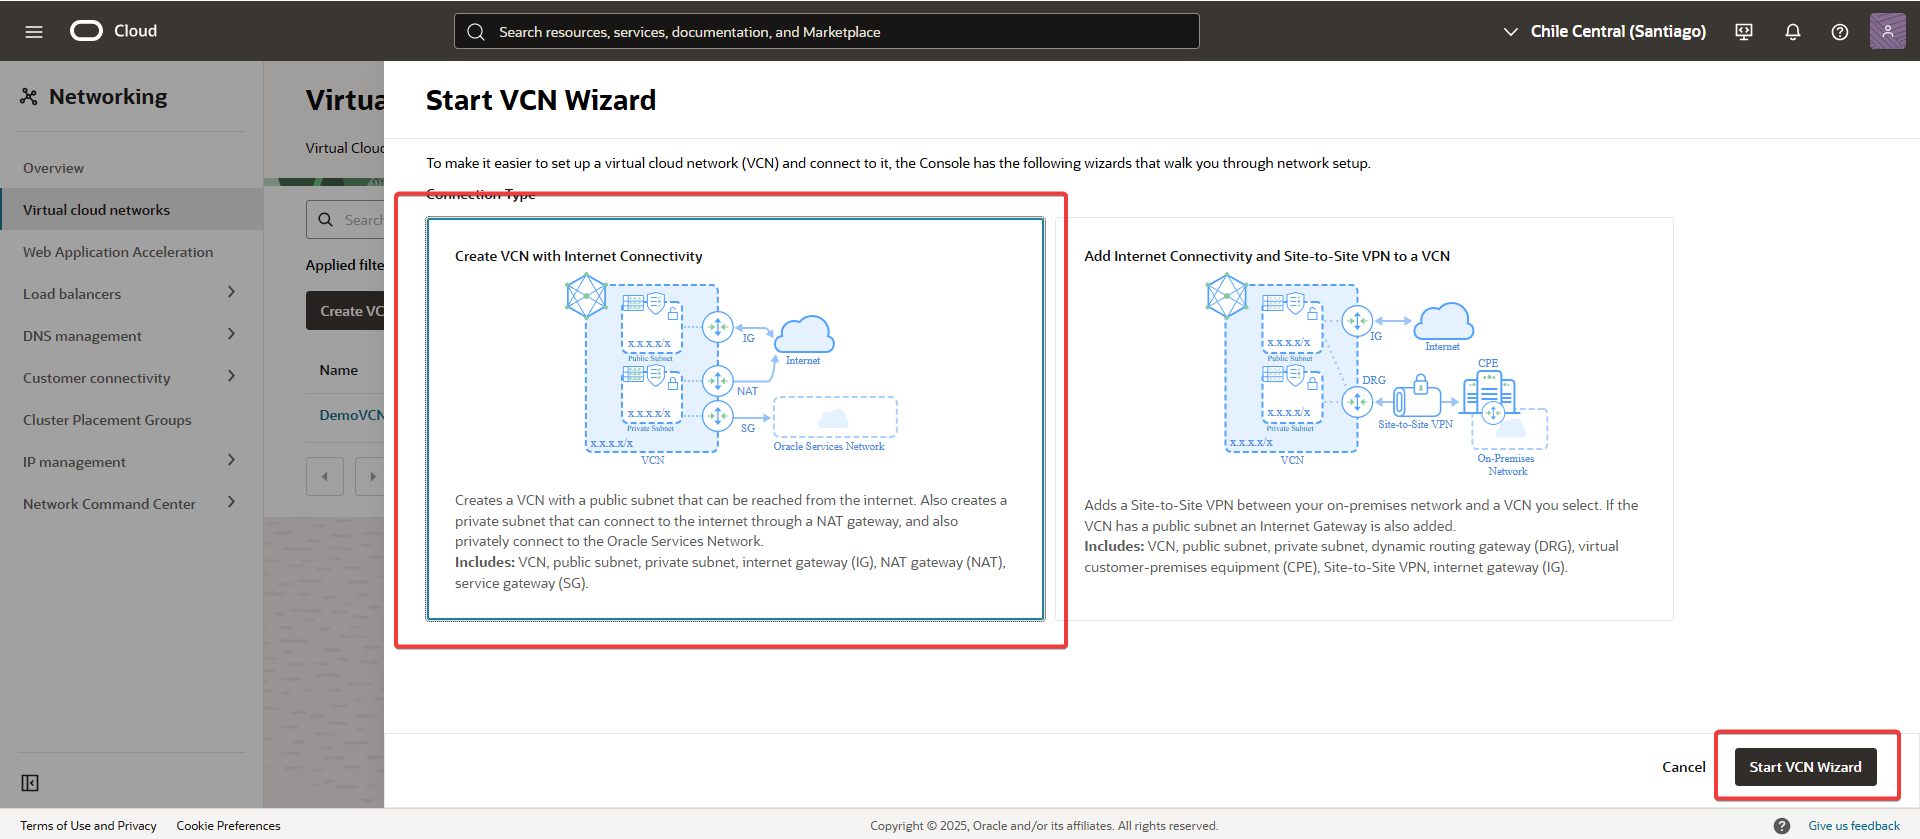 Cloud
Search resources, services, documentation, and Marketplace
Chile Central (Santiago)
Networking
Overview
Virtual cloud networks
Web Application Acceleration
Load balancers
DNS management
Customer connectivity
Cluster Placement Groups
IP management
Network Command Center
Virtua
Virtual Clou
Search
Applied filte
Create VC
Name
DemoVCN
Start VCN Wizard
To make it easier to set up a virtual cloud network (VCN) and connect to it, the Console has the following wizards that walk you through network setup.
Connection Type
Create VCN with Internet Connectivity
x.x.x.x/x
Public Subnet
IG
Internet
NAT
x.x.x.x/x
Private Subnet
SG
x.x.x.x/x
Oracle Services Network
VCN
Creates a VCN with a public subnet that can be reached from the internet. Also creates a
private subnet that can connect to the internet through a NAT gateway, and also
privately connect to the Oracle Services Network.
Includes: VCN, public subnet, private subnet, internet gateway (IG), NAT gateway (NAT),
service gateway (SG).
Add Internet Connectivity and Site-to-Site VPN to a VCN
x.x.x.x/x
Public Subnet
IG
Internet
CPE
DRG
x.x.x.x/x
Private Subnet
Site-to-Site VPN
x.x.x.x/x
VCN
On-Premises
Network
Adds a Site-to-Site VPN between your on-premises network and a VCN you select. If the
VCN has a public subnet an Internet Gateway is also added.
Includes: VCN, public subnet, private subnet, dynamic routing gateway (DRG), virtual
customer-premises equipment (CPE), Site-to-Site VPN, internet gateway (IG).
Cancel
Start VCN Wizard
Terms of Use and Privacy
Cookie Preferences
Copyright © 2025, Oracle and/or its affiliates. All rights reserved.
Give us feedback